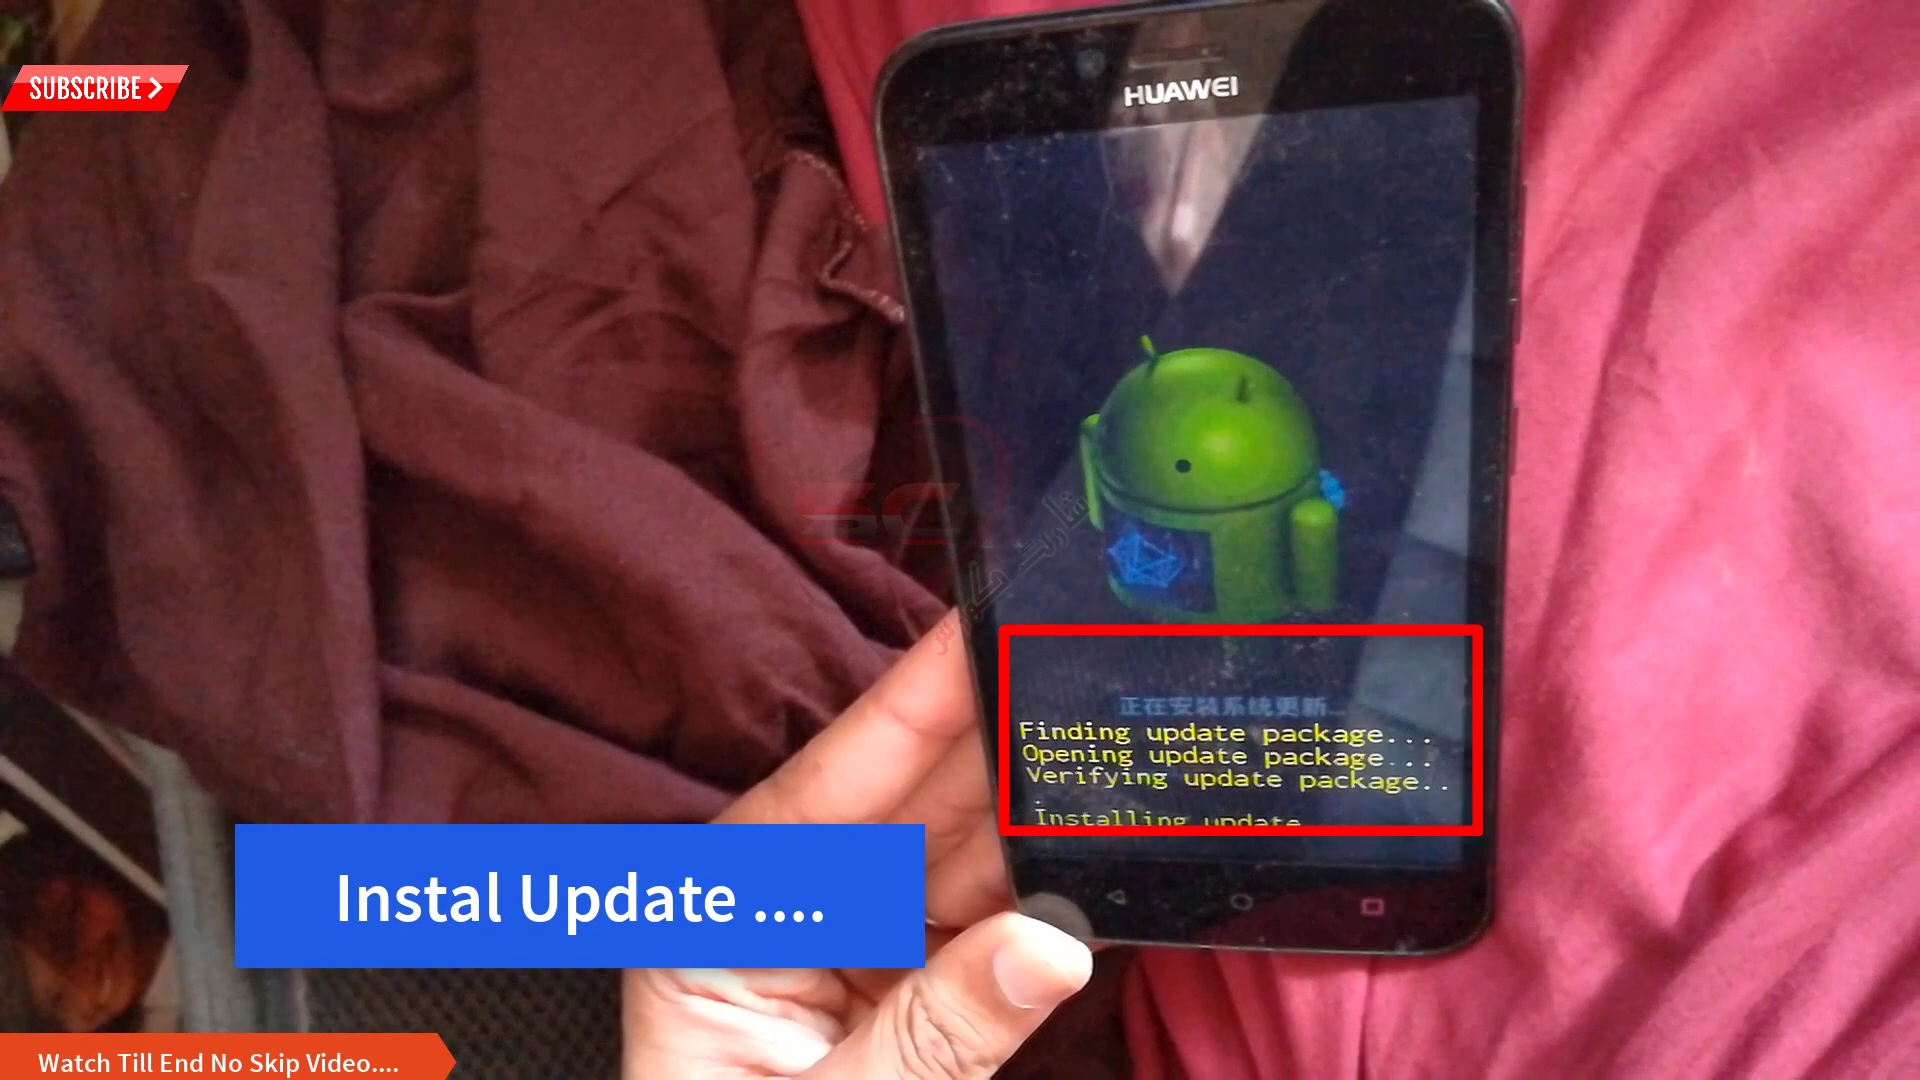 SUBSCRIBE >
HUAWEI
SC
正在安装系统更新...
Finding update package...
Opening update package...
Verifying update package..
.
Installing update
Instal Update ....
Watch Till End No Skip Video....